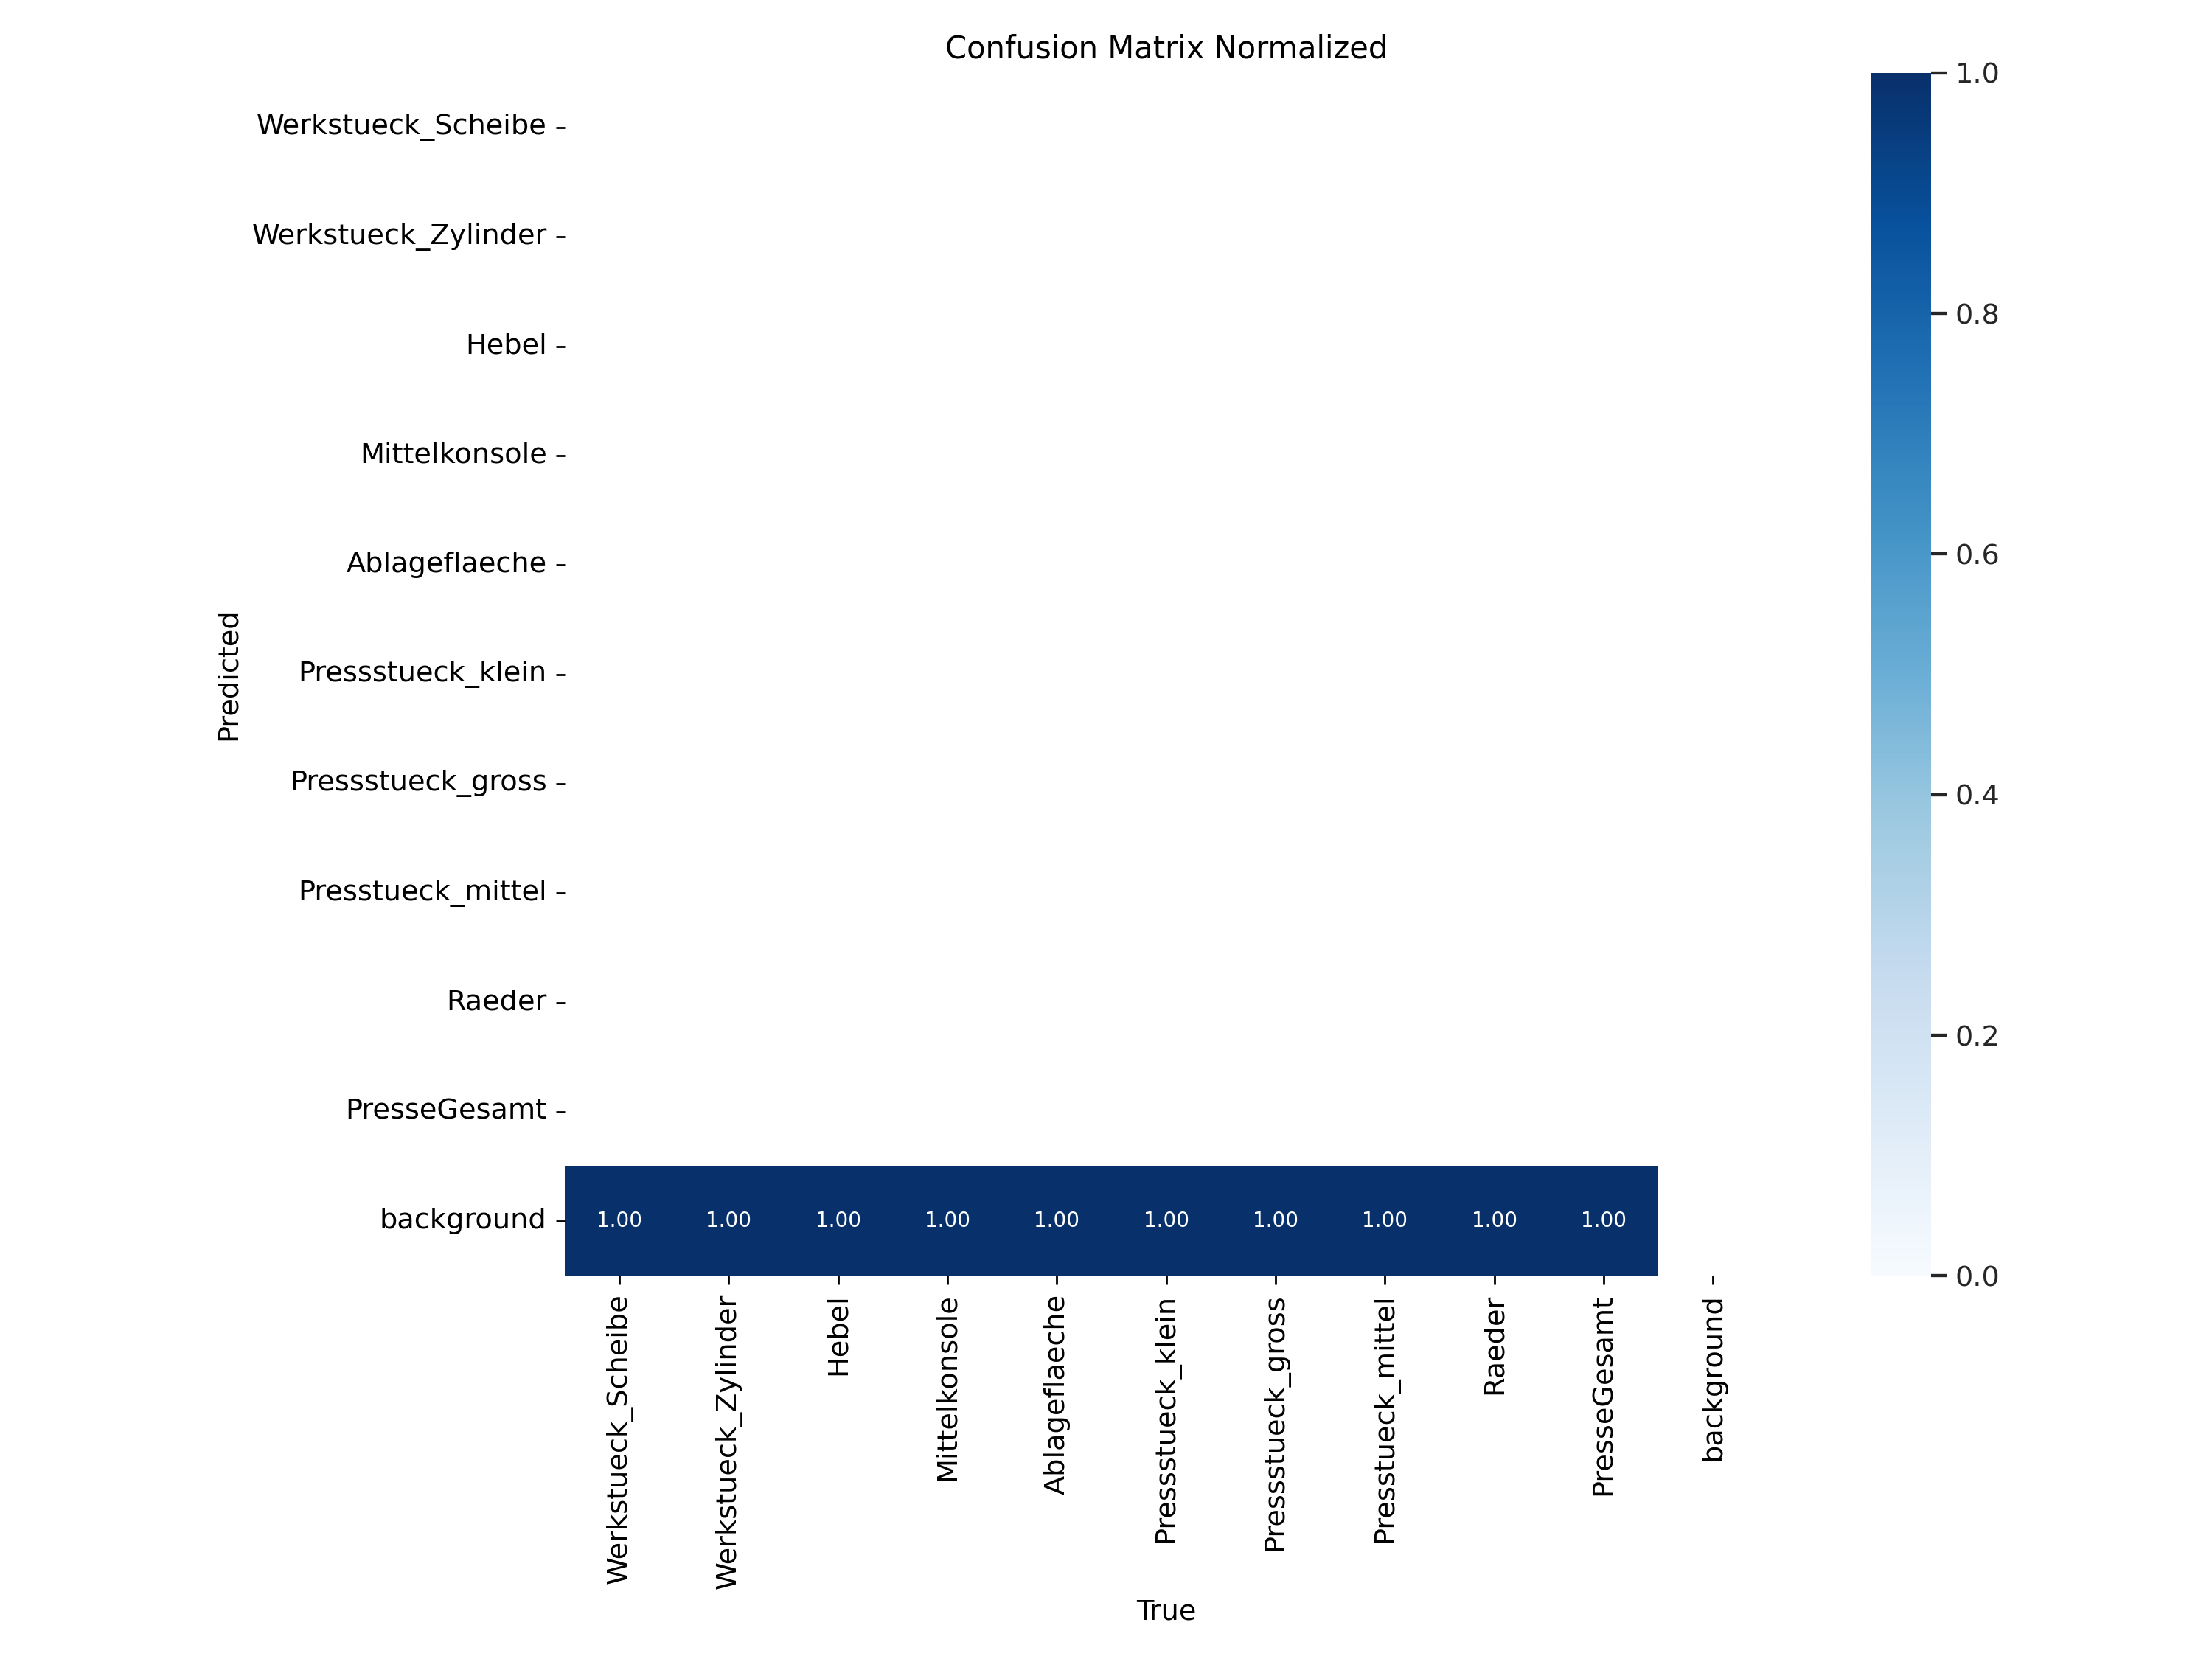 Confusion Matrix Normalized
Werkstueck_Scheibe
Werkstueck_Zylinder
Hebel
Mittelkonsole
Ablageflaeche
Pressstueck_klein
Pressstueck_gross
Presstueck_mittel
Raeder
PresseGesamt
background
Predicted
1.00 1.00 1.00 1.00 1.00 1.00 1.00 1.00 1.00 1.00
Werkstueck_Scheibe
Werkstueck_Zylinder
Hebel
Mittelkonsole
Ablageflaeche
Pressstueck_klein
Pressstueck_gross
Presstueck_mittel
Raeder
PresseGesamt
background
True
1.0
0.8
0.6
0.4
0.2
0.0